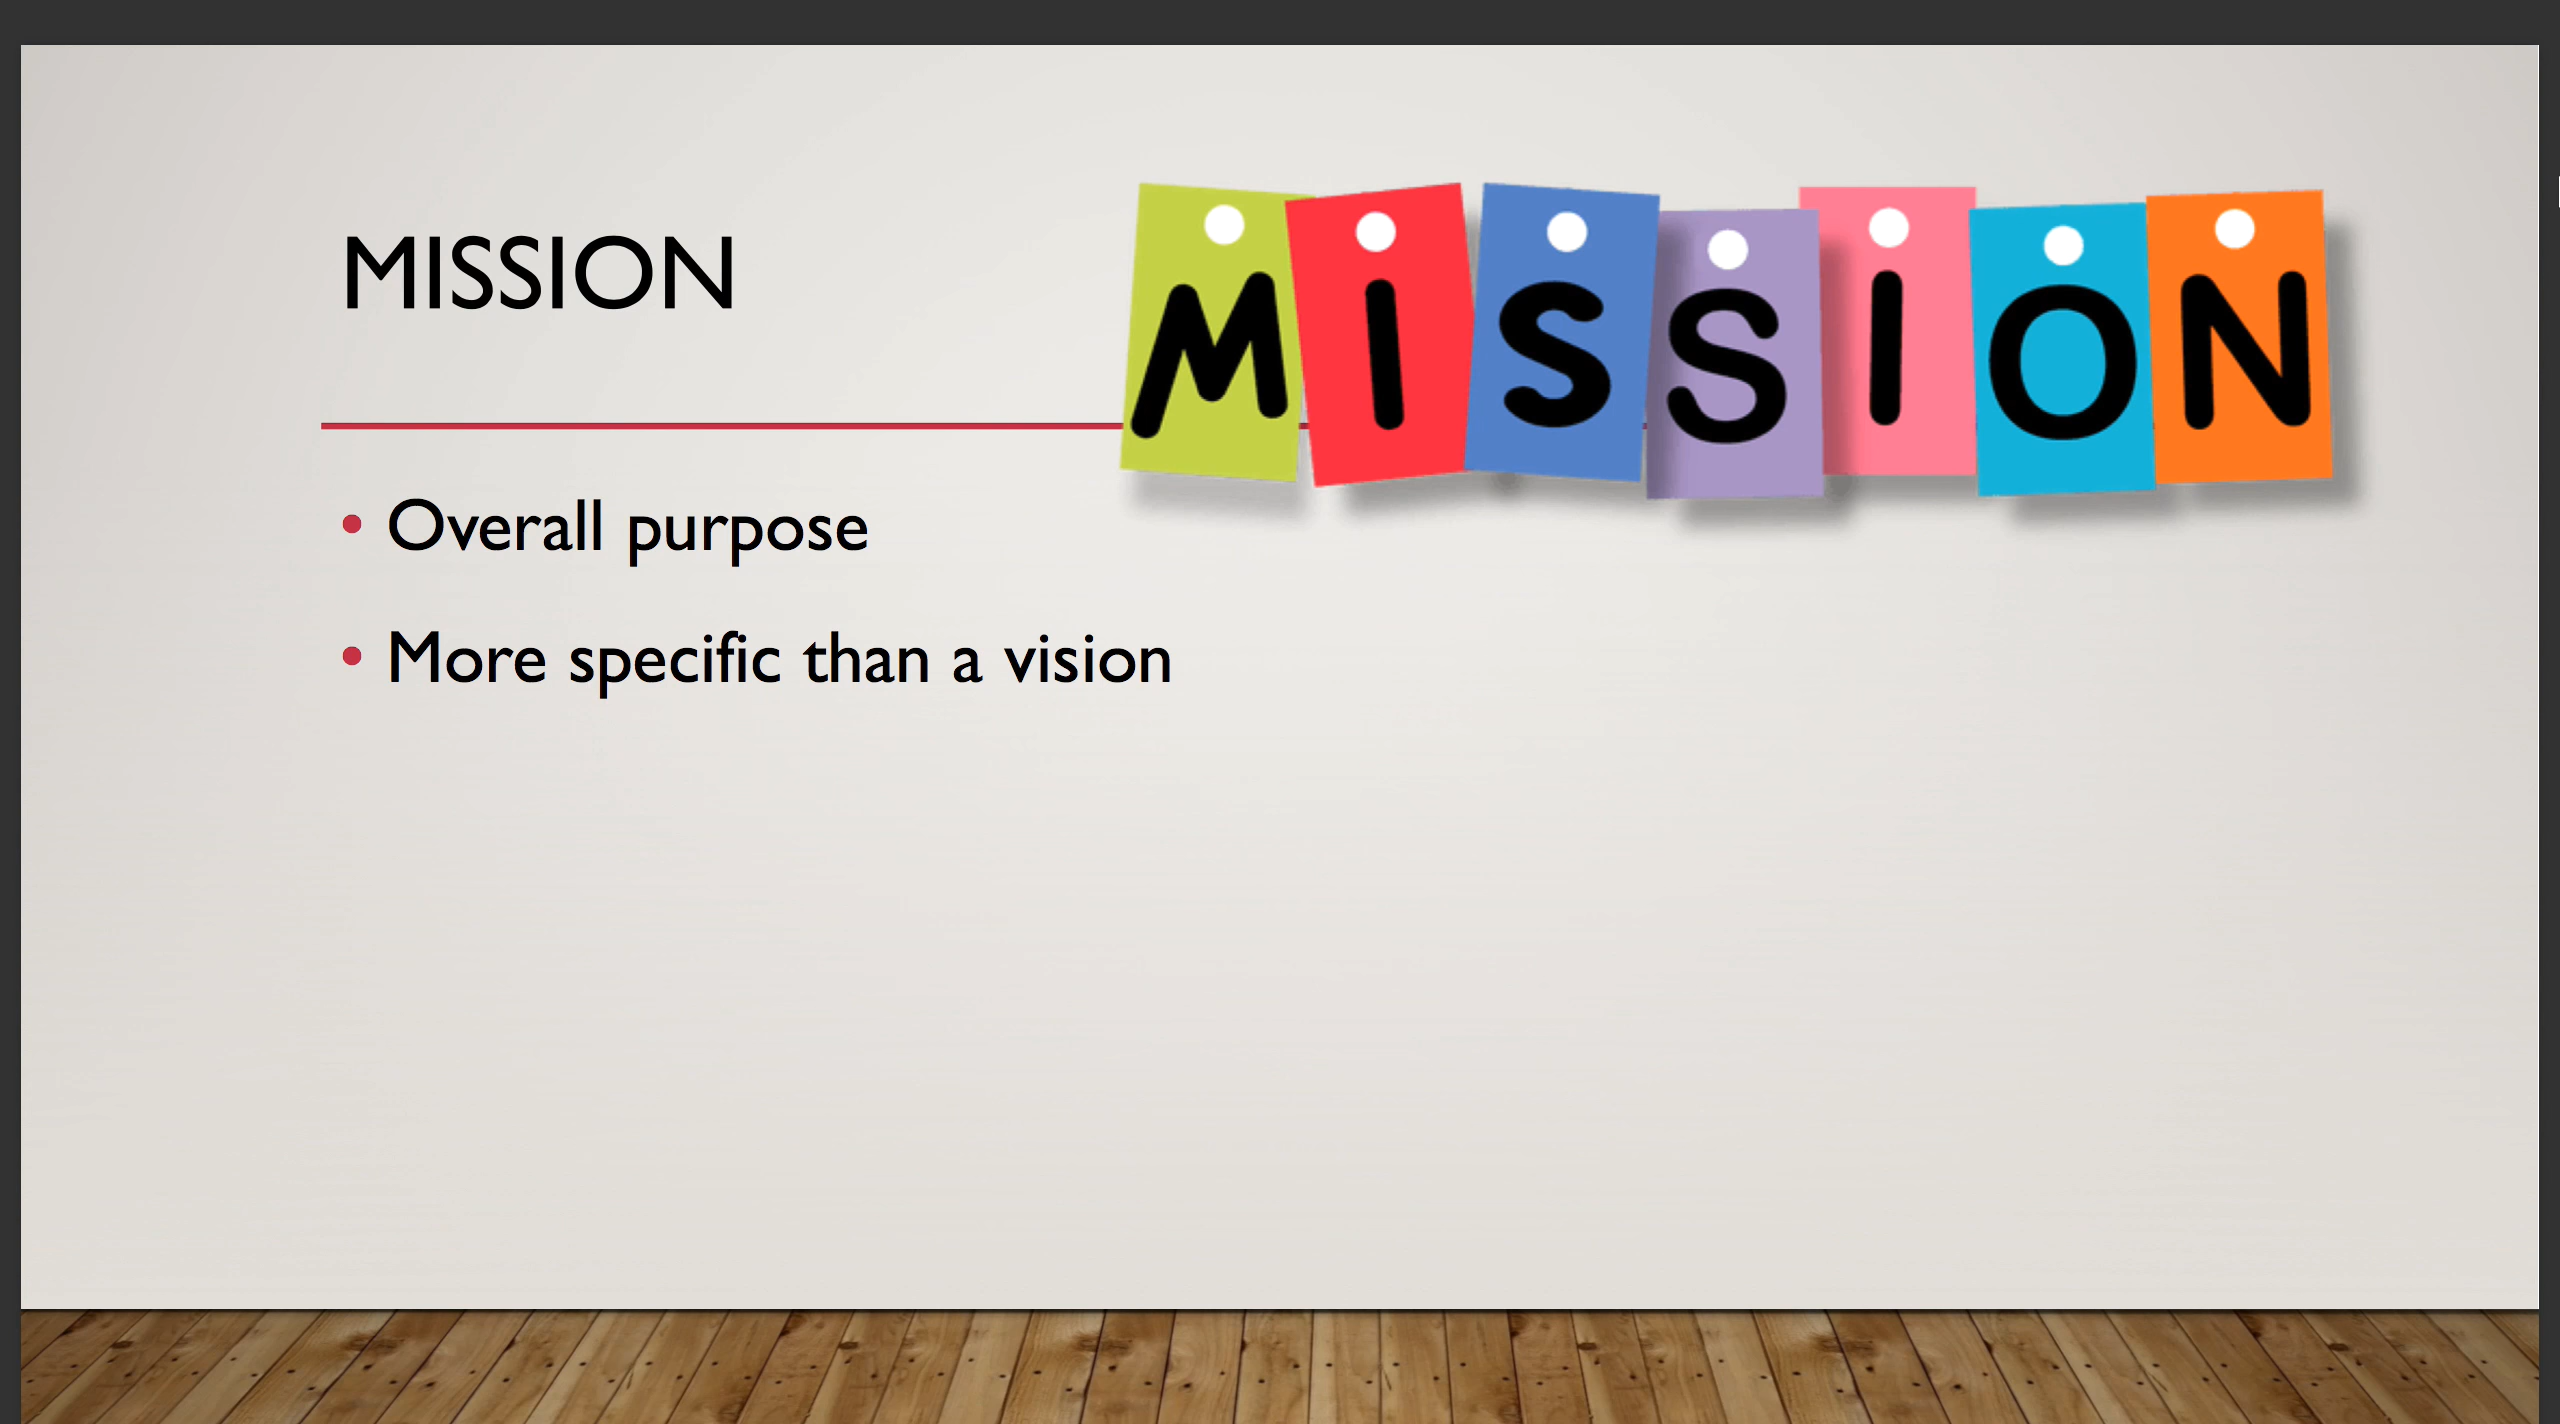 MISSION
MISSION
• Overall purpose
• More specific than a vision